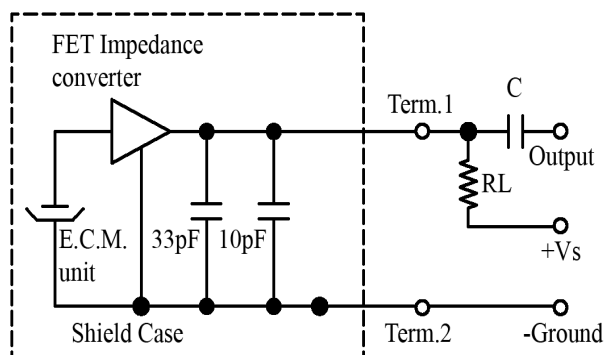 FET Impedance
converter
Term.1
C
Output
RL
+Vs
E.C.M.
unit
33pF
10pF
Shield Case
Term.2
-Ground